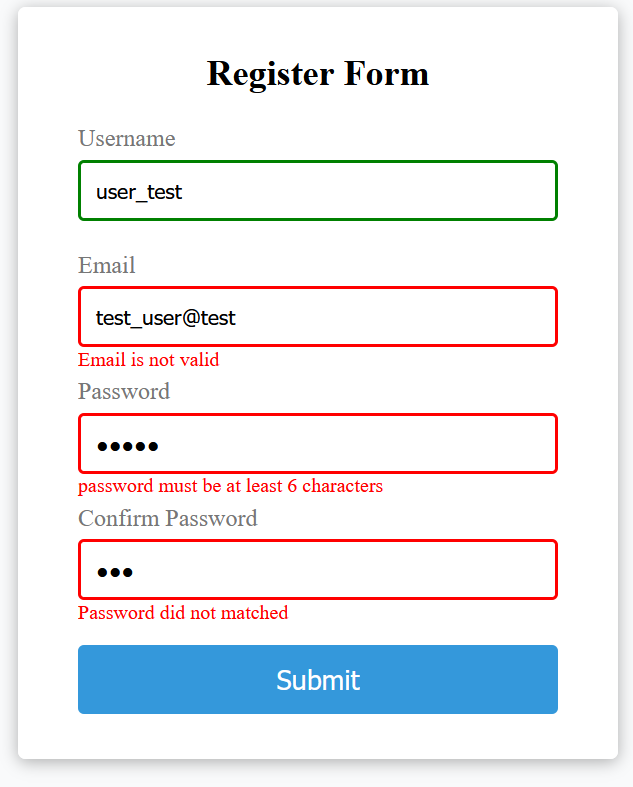 Register Form
Username
user_test
Email
test_user@test
Email is not valid
Password
•••••
password must be at least 6 characters
Confirm Password
•••
Password did not matched
Submit